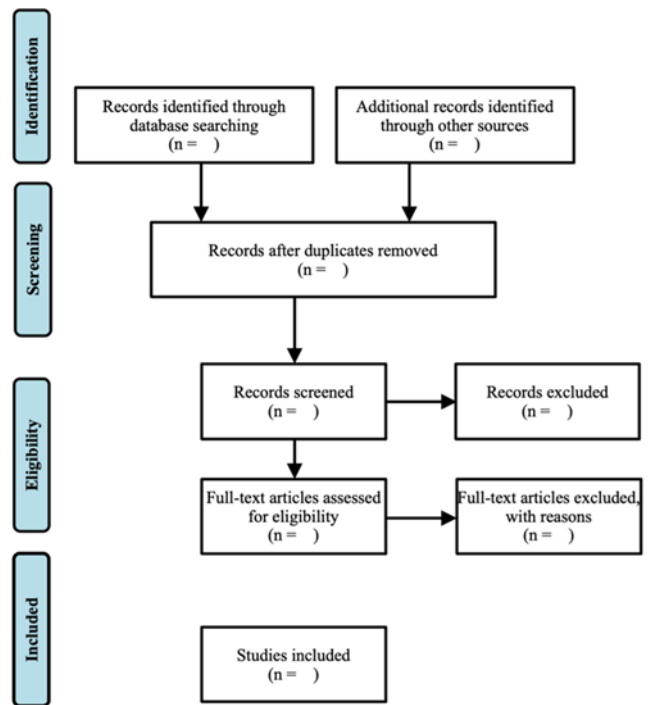 Identification
Records identified through
database searching
(n =   )
Additional records identified
through other sources
(n =   )
Screening
Records after duplicates removed
(n =   )
Eligibility
Records screened
(n =   )
Records excluded
(n =   )
Full-text articles assessed
for eligibility
(n =   )
Full-text articles excluded,
with reasons
(n =   )
Included
Studies included
(n =   )